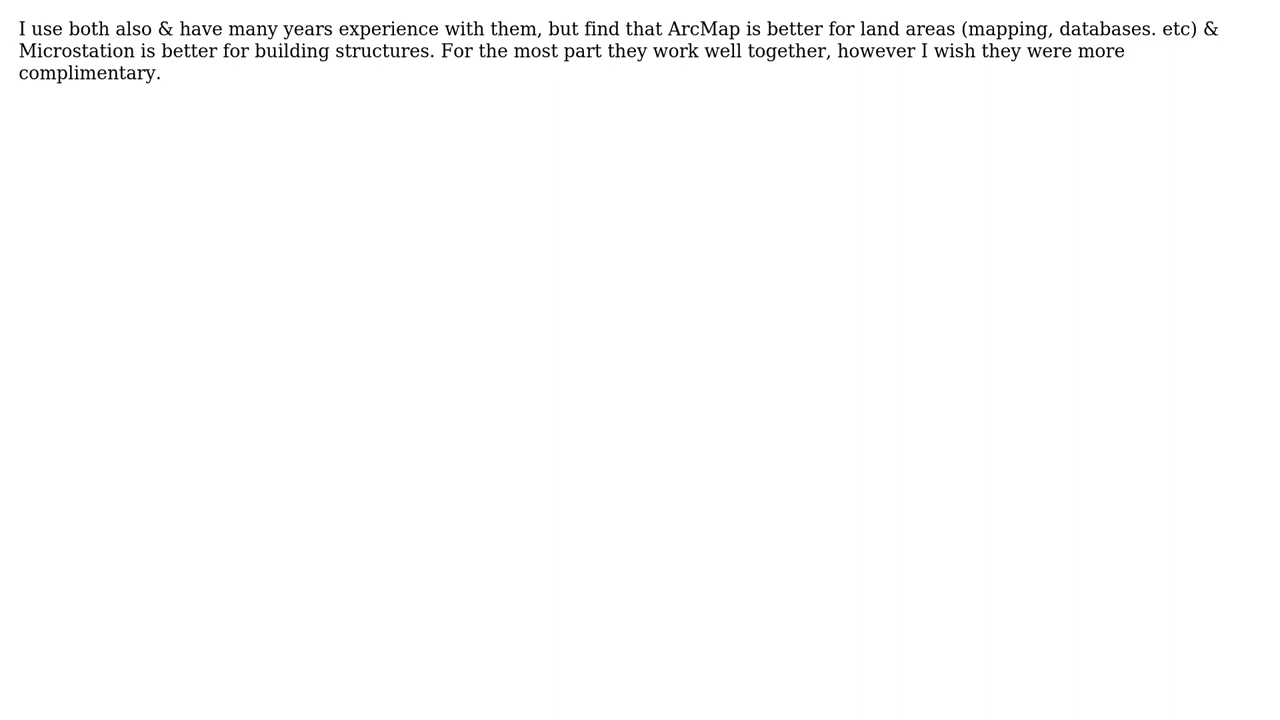 I use both also & have many years experience with them, but find that ArcMap is better for land areas (mapping, databases. etc) &
Microstation is better for building structures. For the most part they work well together, however I wish they were more
complimentary.